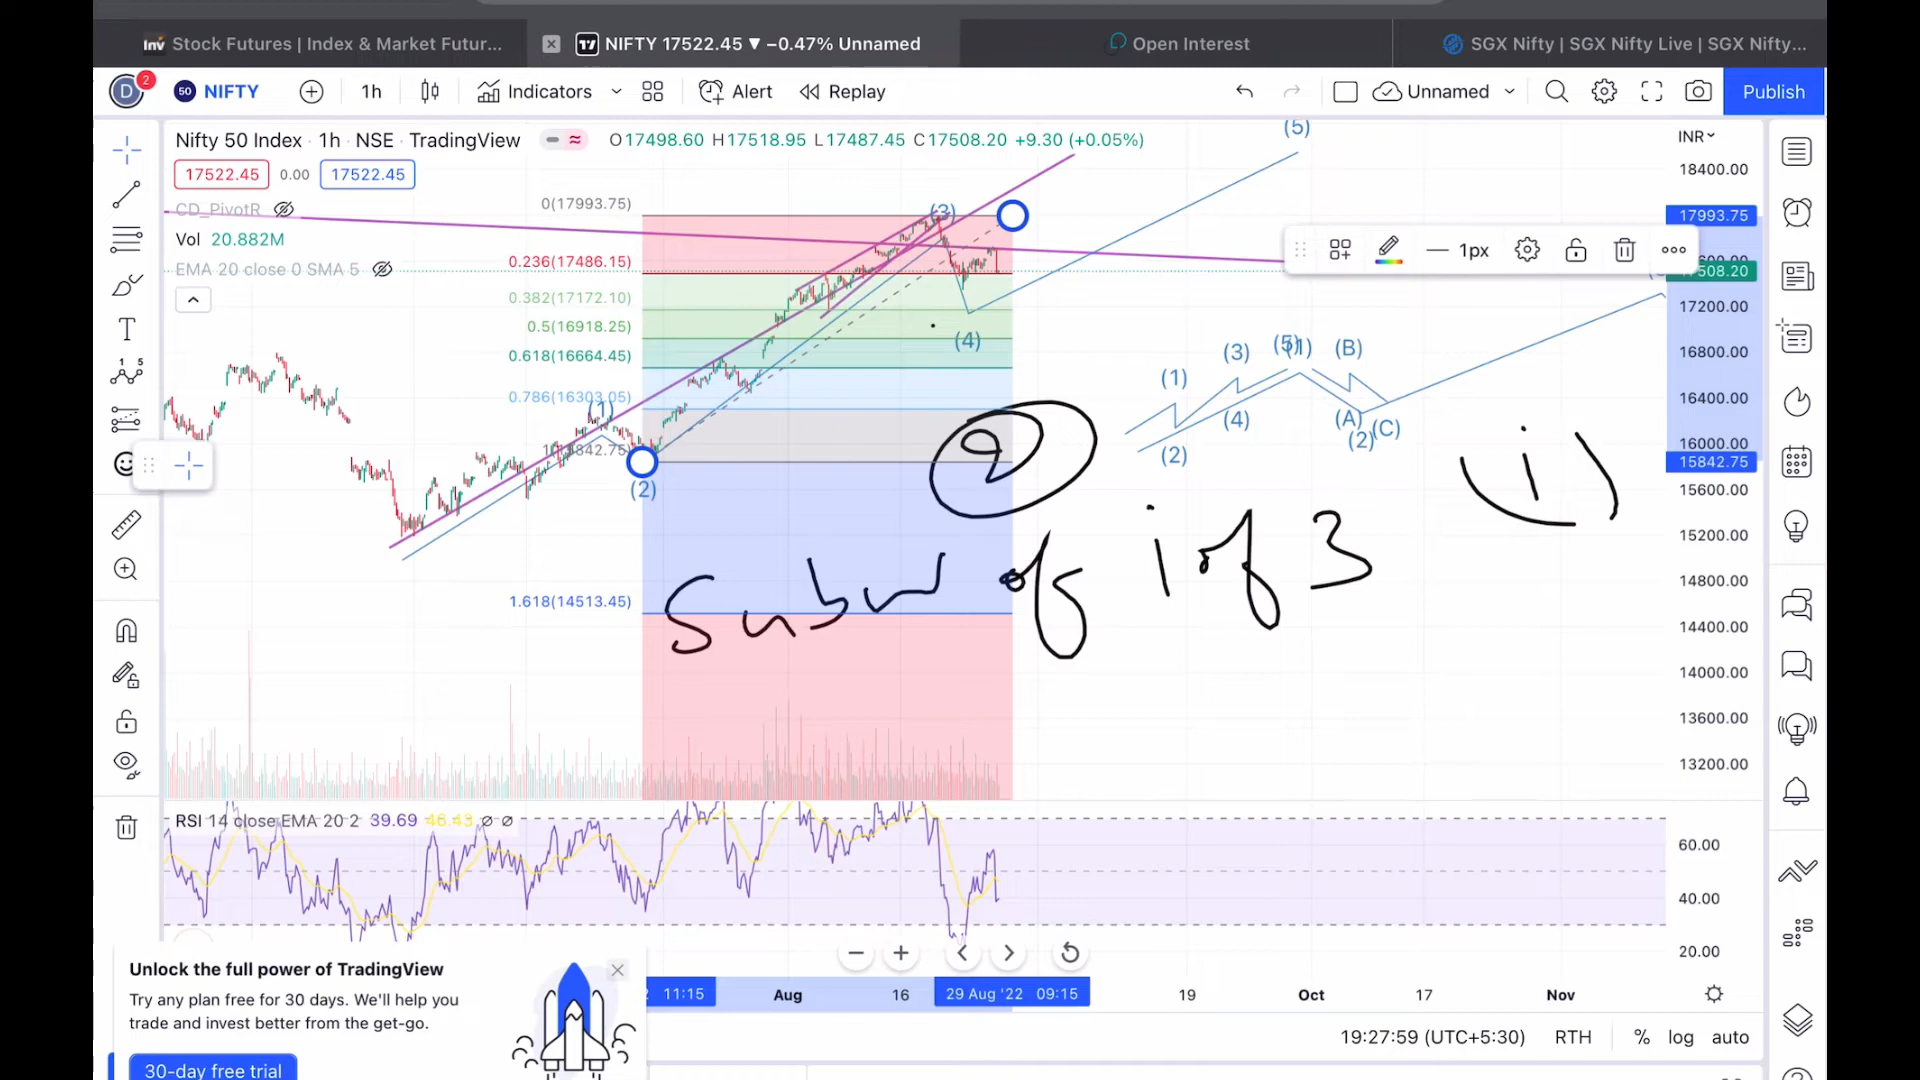 Stock Futures | Index & Market Futur...
NIFTY 17522.45 ▼ −0.47% Unnamed
Open Interest
SGX Nifty | SGX Nifty Live | SGX Nifty...
D 2 50 NIFTY 1h Indicators Alert Replay Unnamed Publish
Nifty 50 Index · 1h · NSE · TradingView O17498.60 H17518.95 L17487.45 C17508.20 +9.30 (+0.05%)
INR
17522.45 0.00 17522.45
CD_PivotR
Vol 20.882M
EMA 20 close 0 SMA 5
0(17993.75)
0.236(17486.15)
0.382(17172.10)
0.5(16918.25)
0.618(16664.45)
0.786(16303.05)
1.618(14513.45)
(1)
(2)
(3)
(4)
(5)
1px
(1)
(2)
(3)
(4)
(1)
(B)
(A)
(2)
(C)
2
(1)
Subw of 1 of 3
18400.00
17993.75
17508.20
17200.00
16800.00
16400.00
16000.00
15842.75
15600.00
15200.00
14800.00
14400.00
14000.00
13600.00
13200.00
RSI 14 close EMA 20 2 39.69 46.43 ∅ ∅
60.00
40.00
20.00
11:15 Aug 16 29 Aug '22 09:15 19 Oct 17 Nov
Unlock the full power of TradingView
Try any plan free for 30 days. We'll help you
trade and invest better from the get-go.
30-day free trial
19:27:59 (UTC+5:30) RTH % log auto